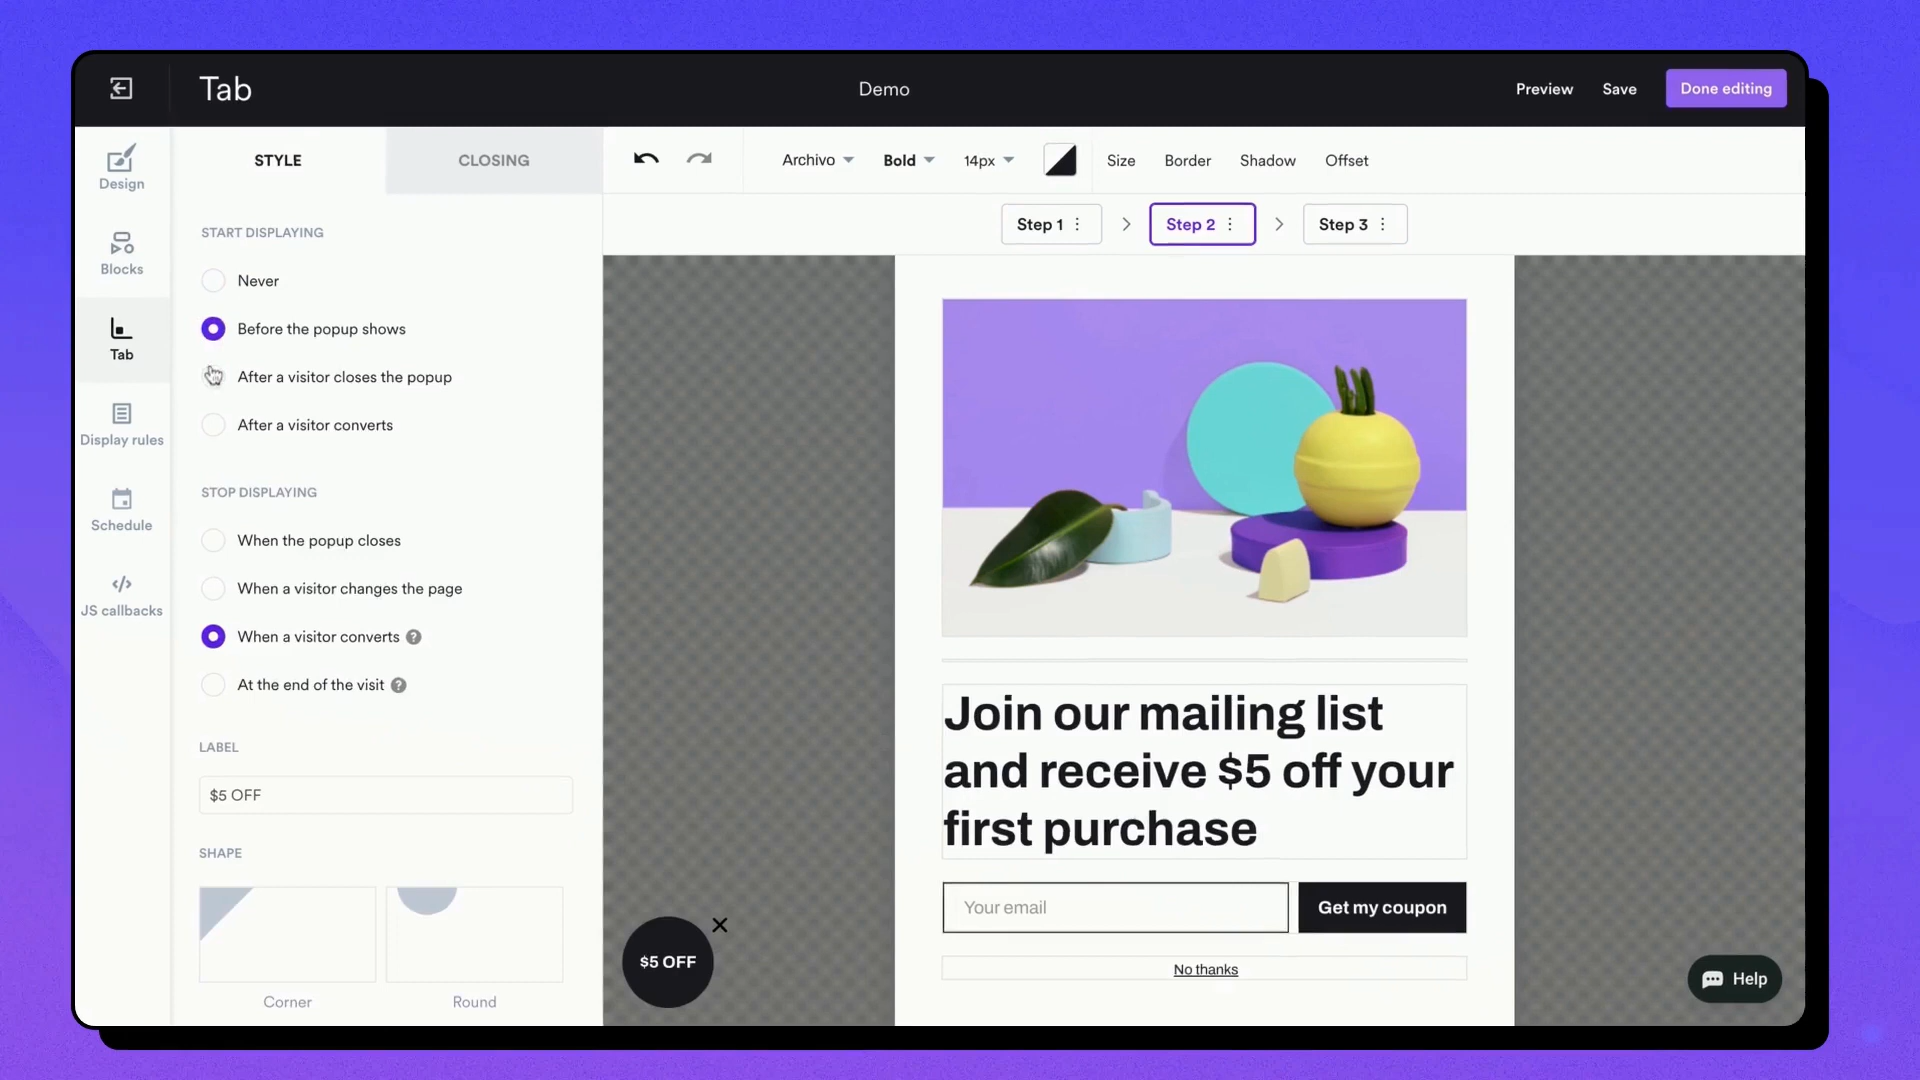 Tab
Demo
Preview
Save
Done editing
Design
Blocks
Tab
Display rules
Schedule
JS callbacks
STYLE
CLOSING
START DISPLAYING
Never
Before the popup shows
After a visitor closes the popup
After a visitor converts
STOP DISPLAYING
When the popup closes
When a visitor changes the page
When a visitor converts ?
At the end of the visit ?
LABEL
$5 OFF
SHAPE
Corner
Round
Archivo
Bold
14px
Size
Border
Shadow
Offset
Step 1
Step 2
Step 3
Join our mailing list
and receive $5 off your
first purchase
Your email
Get my coupon
No thanks
$5 OFF
Help